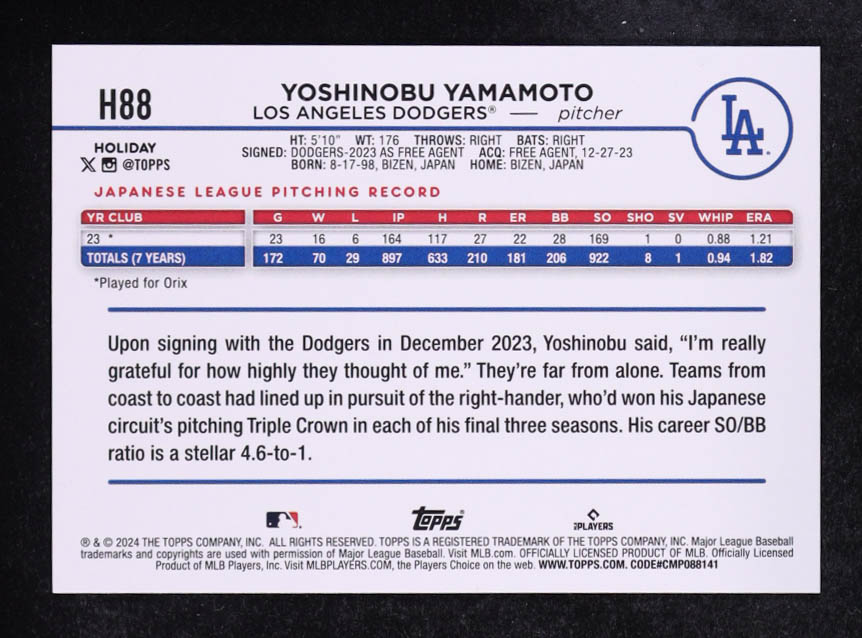 H88
YOSHINOBU YAMAMOTO
LOS ANGELES DODGERS® — pitcher
LA
HOLIDAY
X @TOPPS
HT: 5'10" WT: 176 THROWS: RIGHT BATS: RIGHT
SIGNED: DODGERS-2023 AS FREE AGENT ACQ: FREE AGENT, 12-27-23
BORN: 8-17-98, BIZEN, JAPAN HOME: BIZEN, JAPAN
JAPANESE LEAGUE PITCHING RECORD
YR CLUB G W L IP H R ER BB SO SHO SV WHIP ERA
23 * 23 16 6 164 117 27 22 28 169 1 0 0.88 1.21
TOTALS (7 YEARS) 172 70 29 897 633 210 181 206 922 8 1 0.94 1.82
*Played for Orix
Upon signing with the Dodgers in December 2023, Yoshinobu said, “I'm really
grateful for how highly they thought of me.” They're far from alone. Teams from
coast to coast had lined up in pursuit of the right-hander, who'd won his Japanese
circuit's pitching Triple Crown in each of his final three seasons. His career SO/BB
ratio is a stellar 4.6-to-1.
Topps®
PLAYERS
® & © 2024 THE TOPPS COMPANY, INC. ALL RIGHTS RESERVED. TOPPS IS A REGISTERED TRADEMARK OF THE TOPPS COMPANY, INC. Major League Baseball
trademarks and copyrights are used with permission of Major League Baseball. Visit MLB.com. OFFICIALLY LICENSED PRODUCT OF MLB. Officially Licensed
Product of MLB Players, Inc. Visit MLBPLAYERS.COM, the Players Choice on the web. WWW.TOPPS.COM. CODE#CMP088141